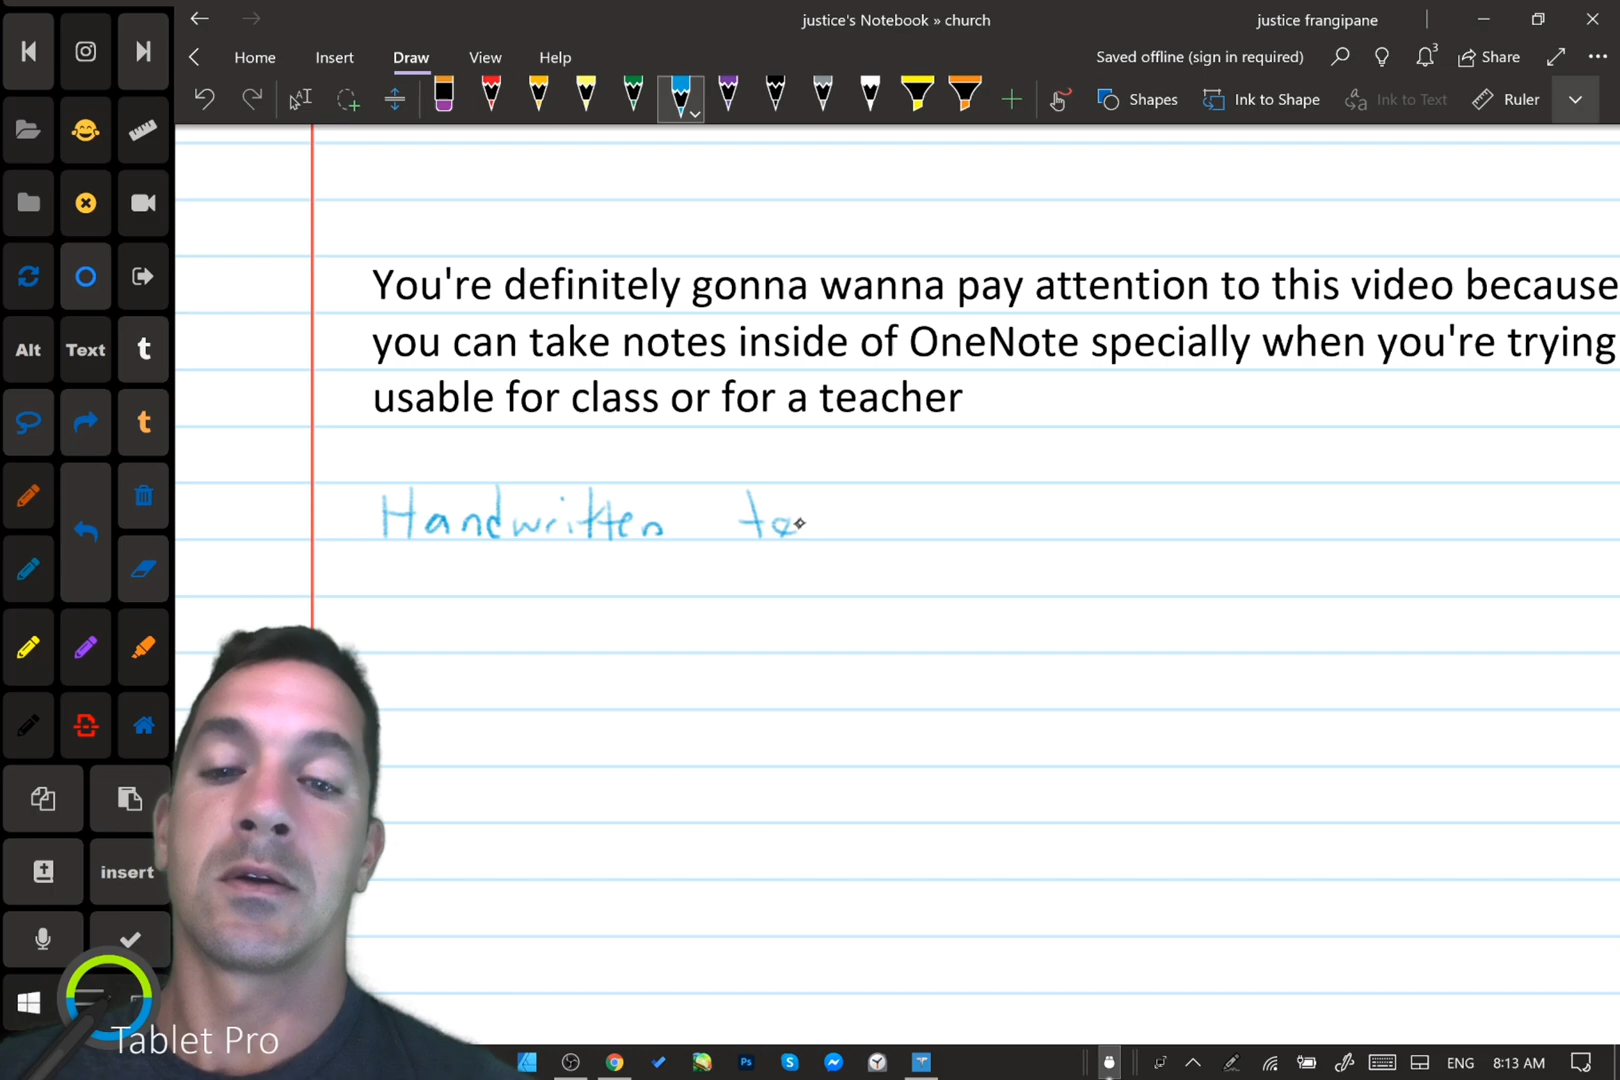 justice's Notebook » church
justice frangipane
Home Insert Draw View Help
Saved offline (sign in required)
3
Share
Shapes
Ink to Shape
Ink to Text
Ruler
You're definitely gonna wanna pay attention to this video because
you can take notes inside of OneNote specially when you're trying
usable for class or for a teacher
Handwritten te
Alt Text t
t
insert
Tablet Pro
Ps
ENG
8:13 AM